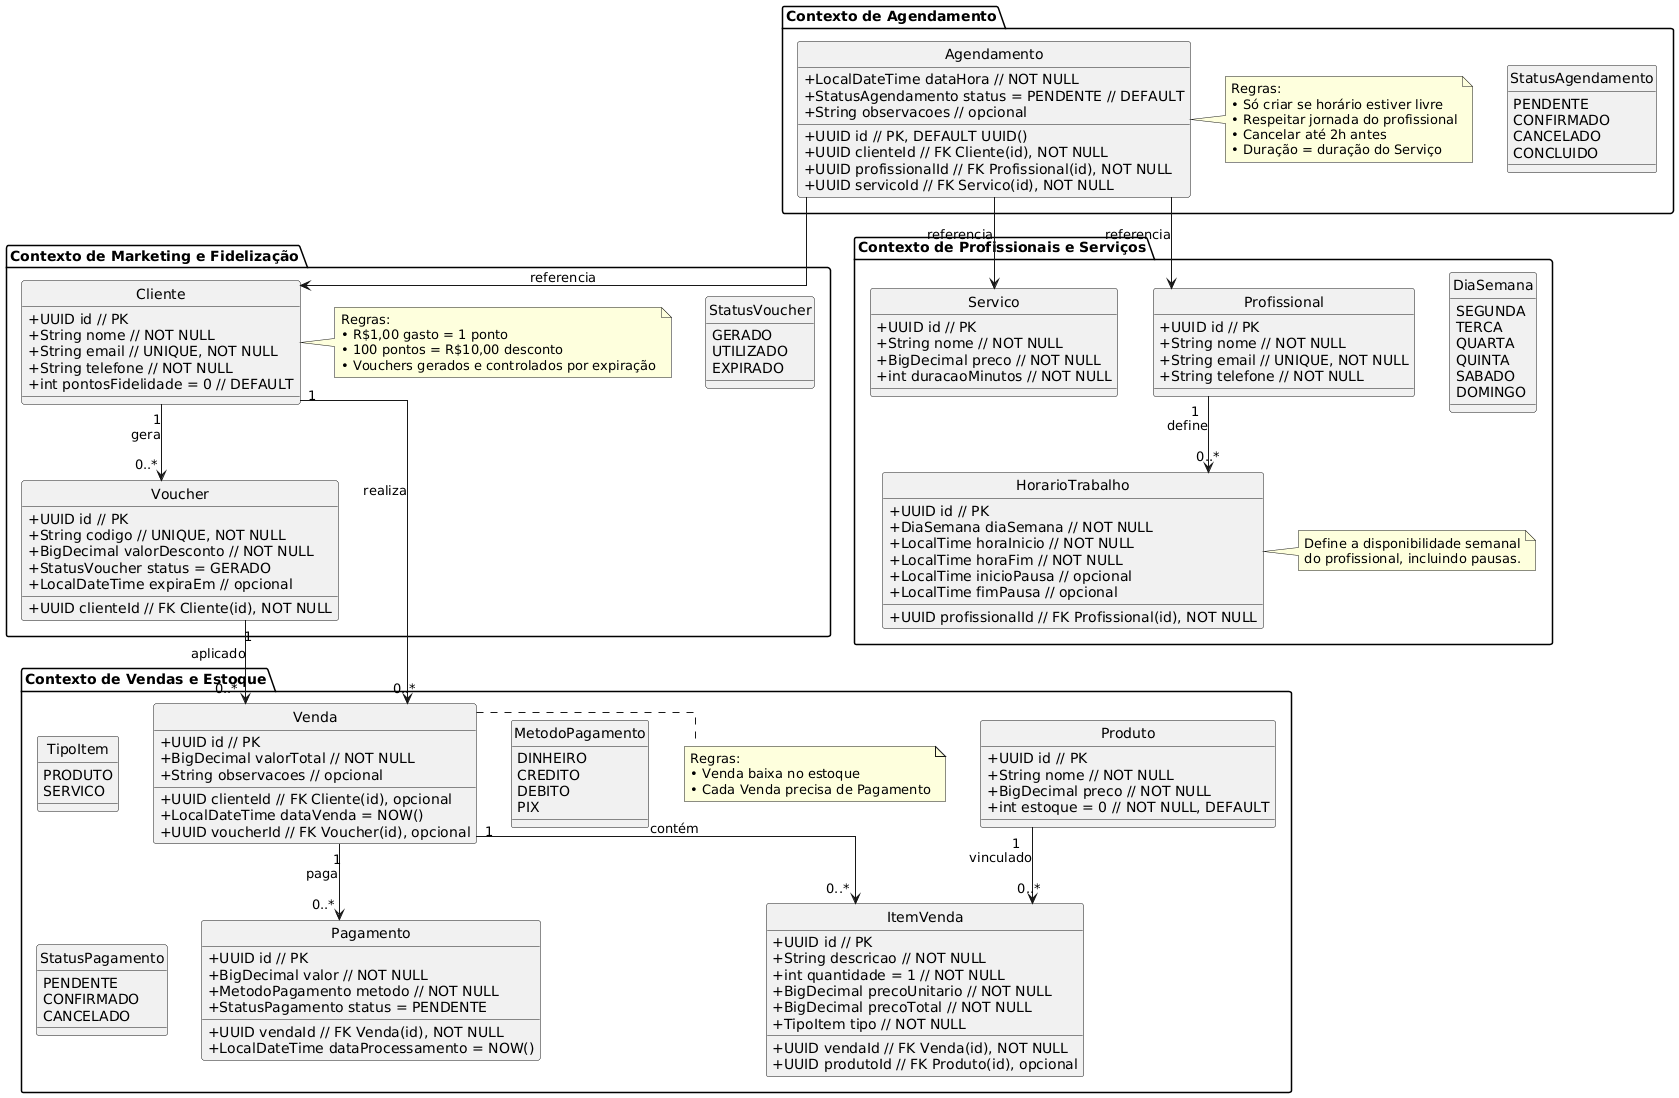 Contexto de Agendamento
Agendamento
+LocalDateTime dataHora // NOT NULL
+StatusAgendamento status = PENDENTE // DEFAULT
+String observacoes // opcional
+UUID id // PK, DEFAULT UUID()
+UUID clienteId // FK Cliente(id), NOT NULL
+UUID profissionalId // FK Profissional(id), NOT NULL
+UUID servicoId // FK Servico(id), NOT NULL
Regras:
• Só criar se horário estiver livre
• Respeitar jornada do profissional
• Cancelar até 2h antes
• Duração = duração do Serviço
StatusAgendamento
PENDENTE
CONFIRMADO
CANCELADO
CONCLUIDO
referencia
referencia
referencia
Contexto de Marketing e Fidelização
Cliente
+UUID id // PK
+String nome // NOT NULL
+String email // UNIQUE, NOT NULL
+String telefone // NOT NULL
+int pontosFidelidade = 0 // DEFAULT
Regras:
• R$1,00 gasto = 1 ponto
• 100 pontos = R$10,00 desconto
• Vouchers gerados e controlados por expiração
StatusVoucher
GERADO
UTILIZADO
EXPIRADO
1
gera
0..*
1
realiza
0..*
Voucher
+UUID id // PK
+String codigo // UNIQUE, NOT NULL
+BigDecimal valorDesconto // NOT NULL
+StatusVoucher status = GERADO
+LocalDateTime expiraEm // opcional
+UUID clienteId // FK Cliente(id), NOT NULL
1
aplicado
0..*
Contexto de Profissionais e Serviços
Servico
+UUID id // PK
+String nome // NOT NULL
+BigDecimal preco // NOT NULL
+int duracaoMinutos // NOT NULL
Profissional
+UUID id // PK
+String nome // NOT NULL
+String email // UNIQUE, NOT NULL
+String telefone // NOT NULL
DiaSemana
SEGUNDA
TERCA
QUARTA
QUINTA
SABADO
DOMINGO
1
define
0..*
HorarioTrabalho
+UUID id // PK
+DiaSemana diaSemana // NOT NULL
+LocalTime horaInicio // NOT NULL
+LocalTime horaFim // NOT NULL
+LocalTime inicioPausa // opcional
+LocalTime fimPausa // opcional
+UUID profissionalId // FK Profissional(id), NOT NULL
Define a disponibilidade semanal
do profissional, incluindo pausas.
Contexto de Vendas e Estoque
TipoItem
PRODUTO
SERVICO
Venda
+UUID id // PK
+BigDecimal valorTotal // NOT NULL
+String observacoes // opcional
+UUID clienteId // FK Cliente(id), opcional
+LocalDateTime dataVenda = NOW()
+UUID voucherId // FK Voucher(id), opcional
MetodoPagamento
DINHEIRO
CREDITO
DEBITO
PIX
Regras:
• Venda baixa no estoque
• Cada Venda precisa de Pagamento
Produto
+UUID id // PK
+String nome // NOT NULL
+BigDecimal preco // NOT NULL
+int estoque = 0 // NOT NULL, DEFAULT
1
paga
0..*
1
contém
0..*
1
vinculado
0..*
StatusPagamento
PENDENTE
CONFIRMADO
CANCELADO
Pagamento
+UUID id // PK
+BigDecimal valor // NOT NULL
+MetodoPagamento metodo // NOT NULL
+StatusPagamento status = PENDENTE
+UUID vendaId // FK Venda(id), NOT NULL
+LocalDateTime dataProcessamento = NOW()
ItemVenda
+UUID id // PK
+String descricao // NOT NULL
+int quantidade = 1 // NOT NULL
+BigDecimal precoUnitario // NOT NULL
+BigDecimal precoTotal // NOT NULL
+TipoItem tipo // NOT NULL
+UUID vendaId // FK Venda(id), NOT NULL
+UUID produtoId // FK Produto(id), opcional